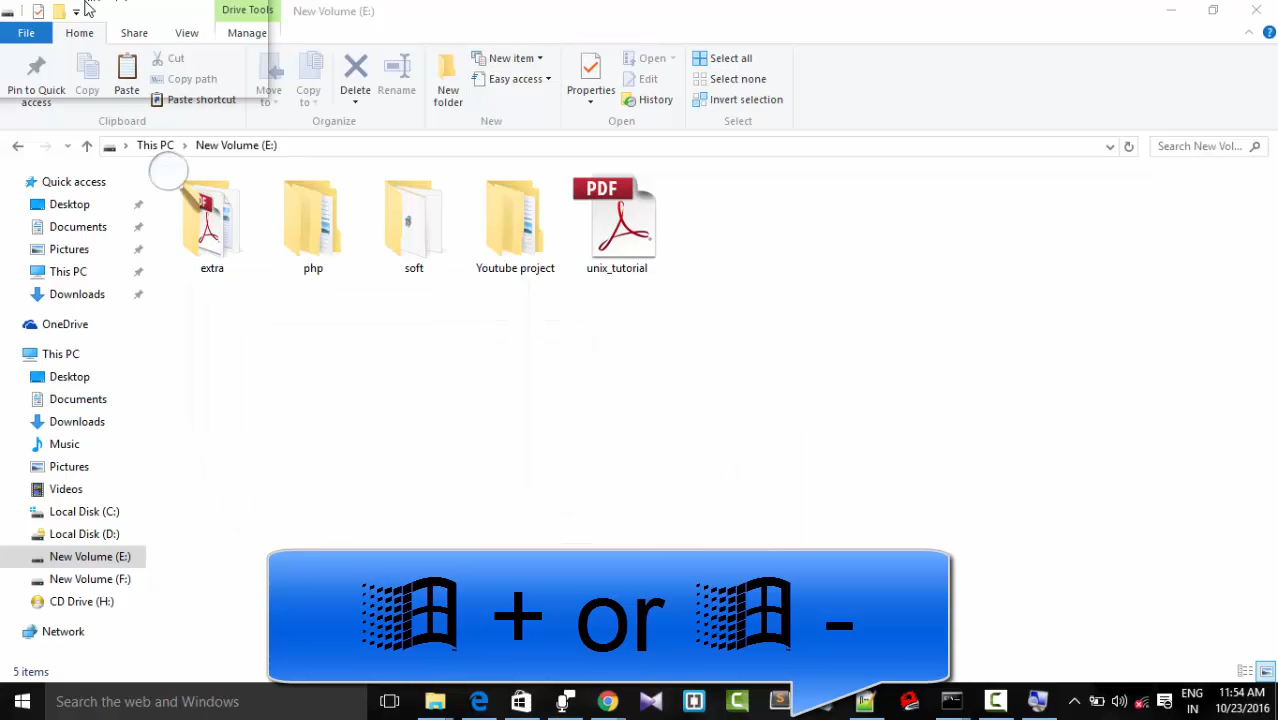 Drive Tools
New Volume (E:)
File
Home
Share
View
Manage
Pin to Quick access
Copy
Paste
Cut
Copy path
Paste shortcut
Move to
Copy to
Delete
Rename
New folder
New item
Easy access
Properties
Open
Edit
History
Select all
Select none
Invert selection
Clipboard
Organize
New
Open
Select
This PC
New Volume (E:)
Search New Vol...
Quick access
Desktop
Documents
Pictures
This PC
Downloads
OneDrive
This PC
Desktop
Documents
Downloads
Music
Pictures
Videos
Local Disk (C:)
Local Disk (D:)
New Volume (E:)
New Volume (F:)
CD Drive (H:)
Network
PDF
extra
php
soft
Youtube project
unix_tutorial
+ or -
5 items
Search the web and Windows
ENG
IN
11:54 AM
10/23/2016